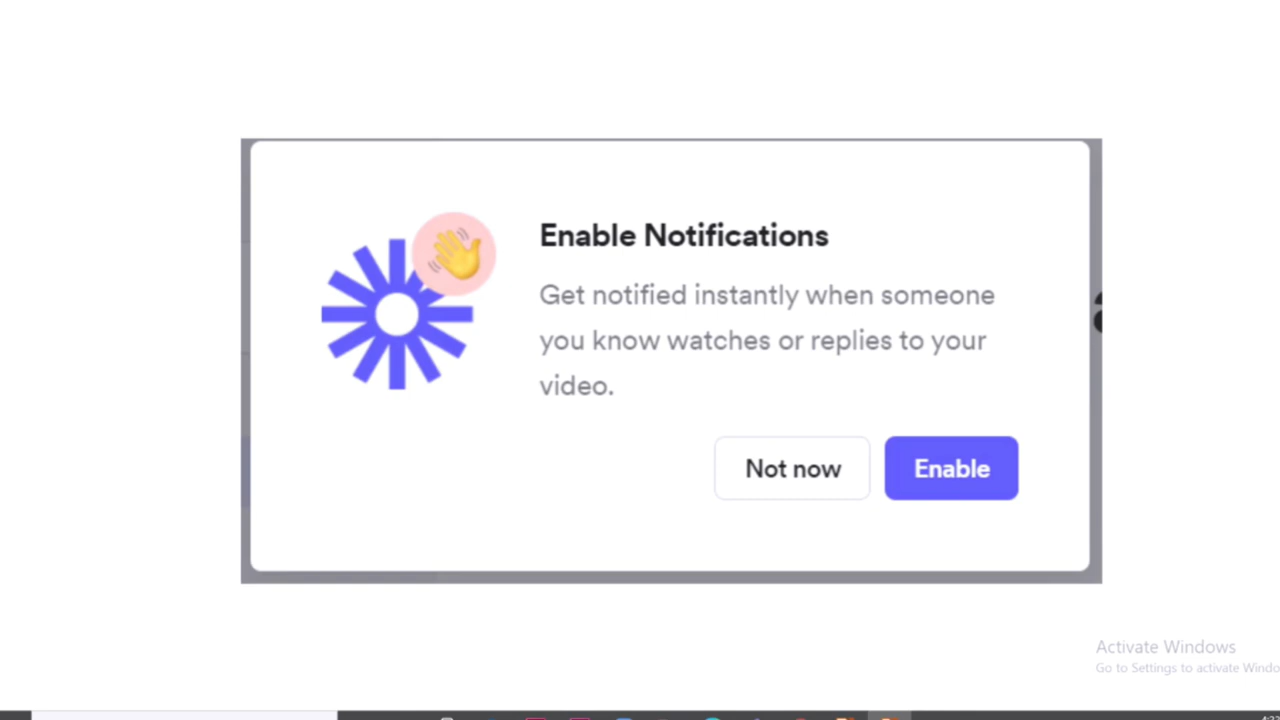 Enable Notifications
Get notified instantly when someone
you know watches or replies to your
video.
Not now
Enable
Activate Windows
Go to Settings to activate